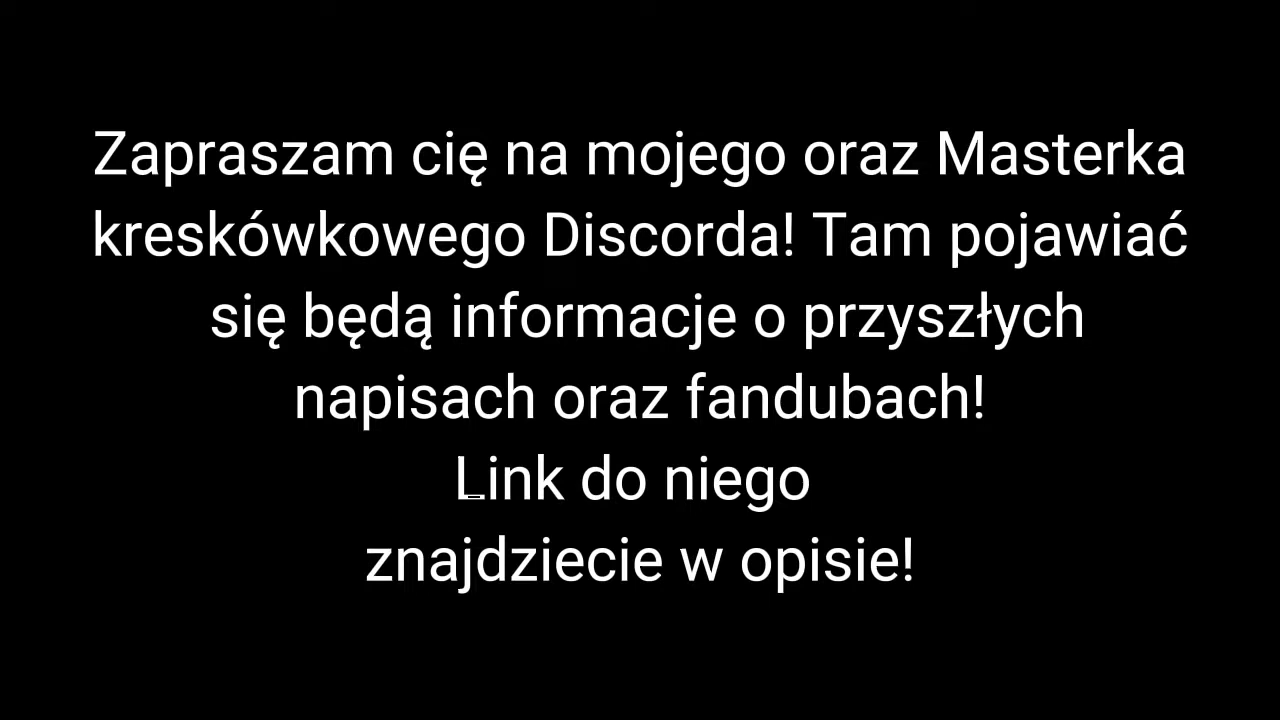 Zapraszam cię na mojego oraz Masterka
kreskówkowego Discorda! Tam pojawiać
się będą informacje o przyszłych
napisach oraz fandubach!
Link do niego
znajdziecie w opisie!